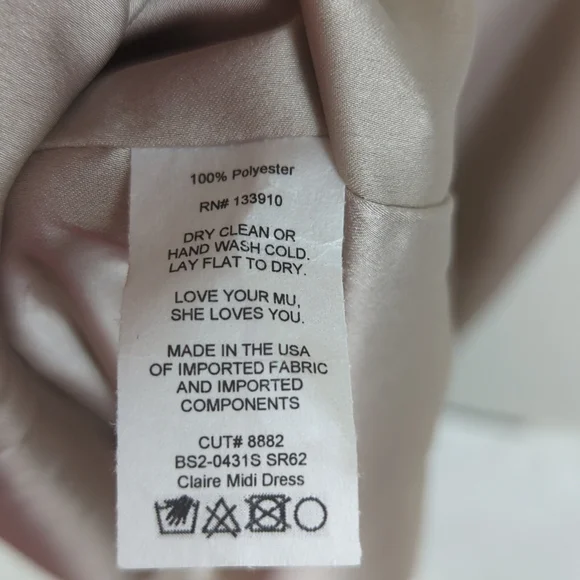 100% Polyester
RN# 133910
DRY CLEAN OR
HAND WASH COLD.
LAY FLAT TO DRY.
LOVE YOUR MU,
SHE LOVES YOU.
MADE IN THE USA
OF IMPORTED FABRIC
AND IMPORTED
COMPONENTS
CUT# 8882
BS2-0431S SR62
Claire Midi Dress